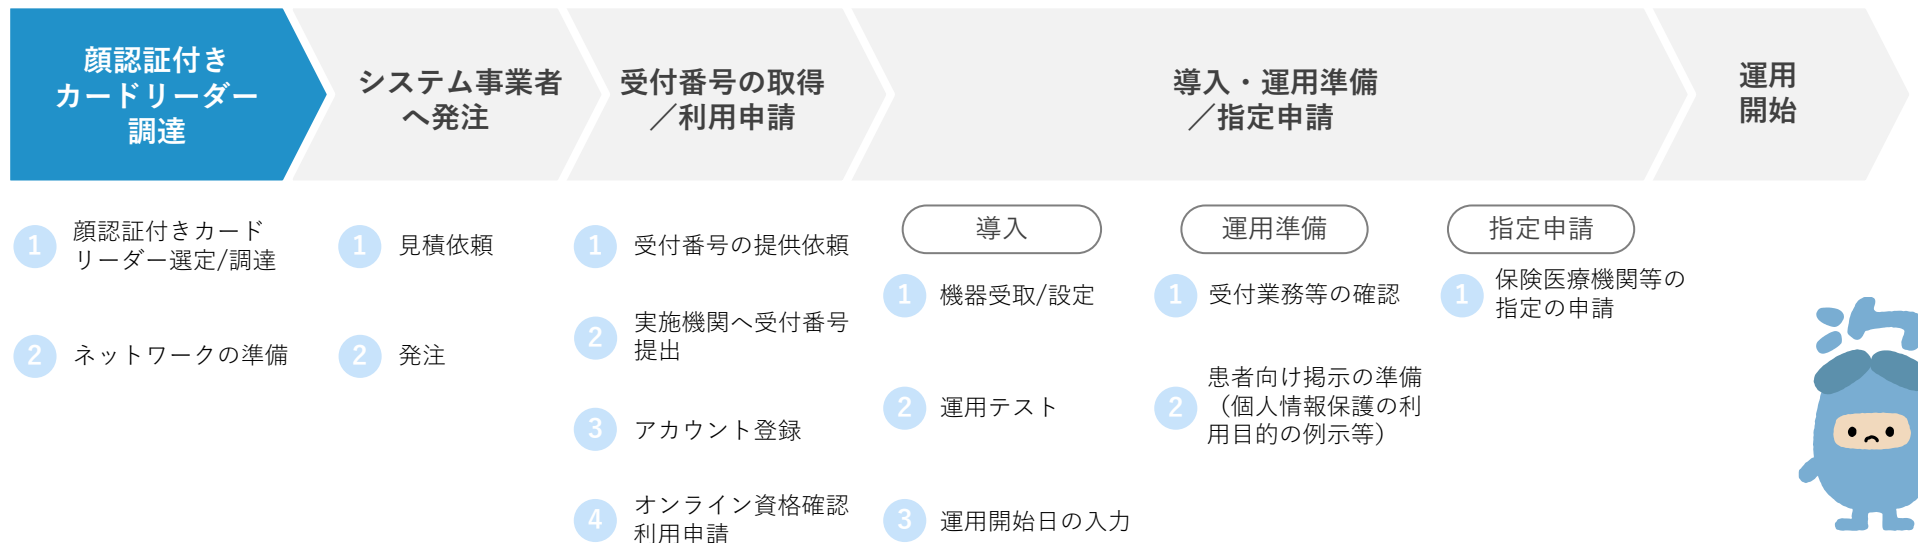 顔認証付き
カードリーダー
調達
システム事業者
へ発注
受付番号の取得
／利用申請
導入・運用準備
／指定申請
運用
開始
1
顔認証付きカード
リーダー選定/調達
2
ネットワークの準備
1
見積依頼
2
発注
1
受付番号の提供依頼
2
実施機関へ受付番号
提出
3
アカウント登録
4
オンライン資格確認
利用申請
導入
1
機器受取/設定
2
運用テスト
3
運用開始日の入力
運用準備
1
受付業務等の確認
2
患者向け掲示の準備
（個人情報保護の利
用目的の例示等）
指定申請
1
保険医療機関等の
指定の申請